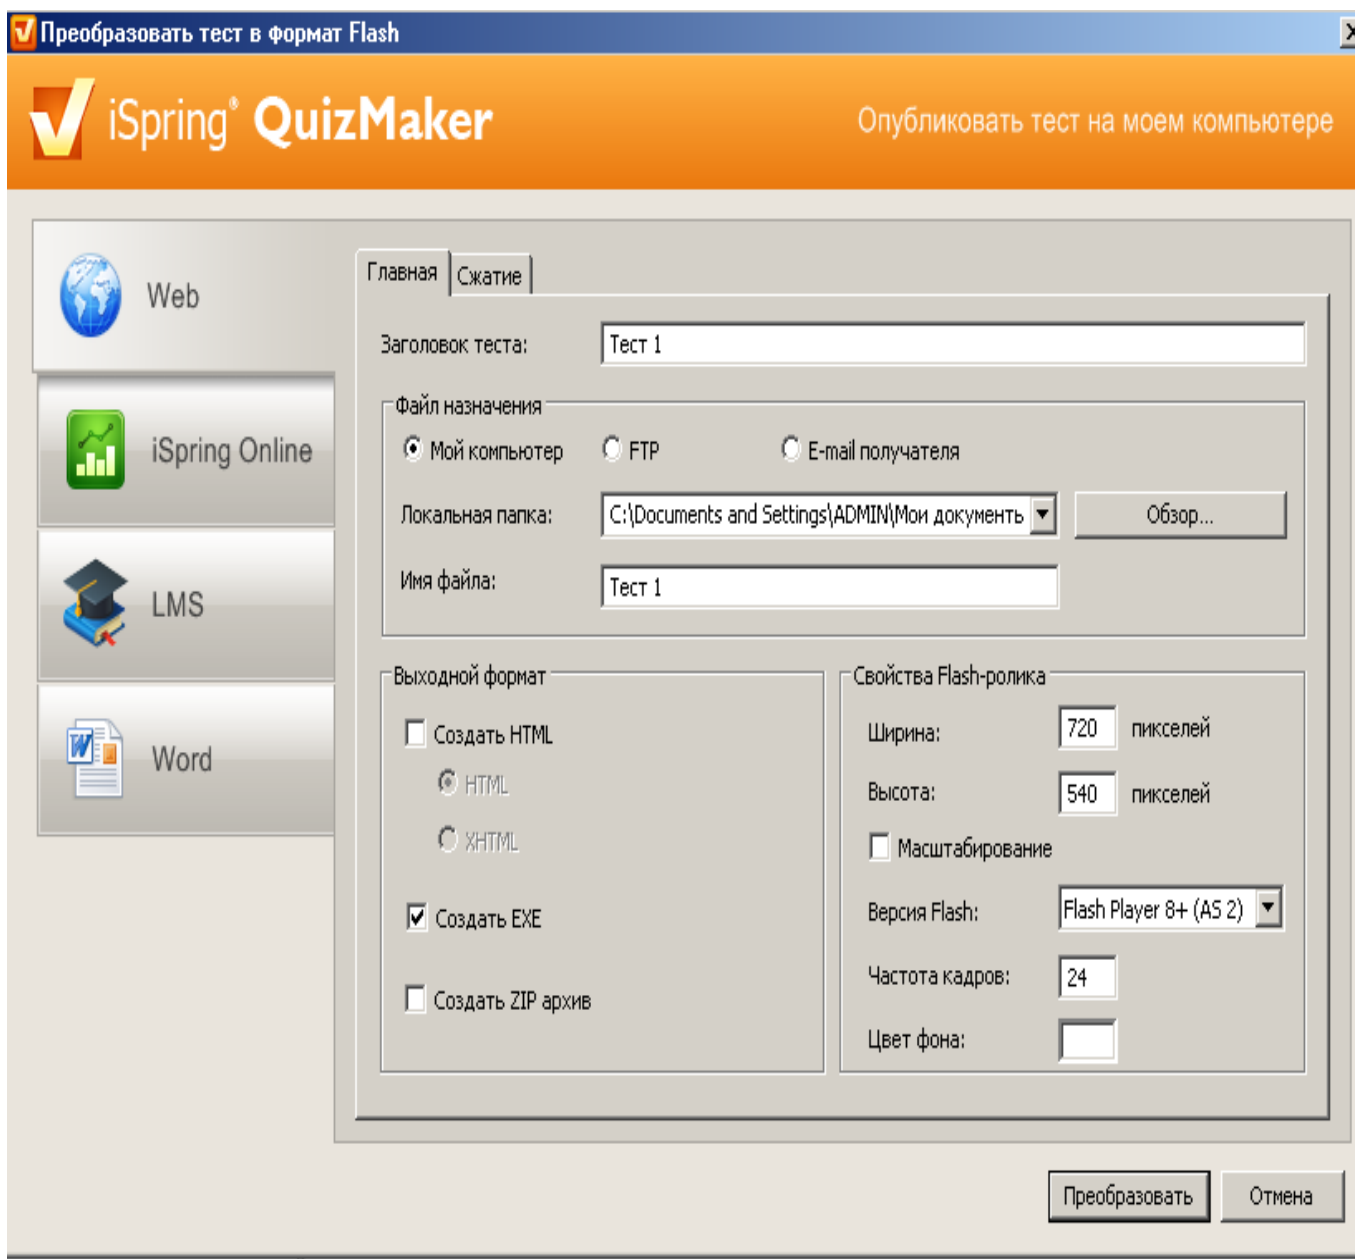 Преобразовать тест в формат Flash
iSpring® QuizMaker
Опубликовать тест на моем компьютере
Web
iSpring Online
LMS
Word
Главная
Сжатие
Заголовок теста:
Тест 1
Файл назначения
Мой компьютер
FTP
E-mail получателя
Локальная папка:
C:\Documents and Settings\ADMIN\Мои документь
Обзор...
Имя файла:
Тест 1
Выходной формат
Создать HTML
HTML
XHTML
Создать EXE
Создать ZIP архив
Свойства Flash-ролика
Ширина:
720
пикселей
Высота:
540
пикселей
Масштабирование
Версия Flash:
Flash Player 8+ (AS 2)
Частота кадров:
24
Цвет фона:
Преобразовать
Отмена